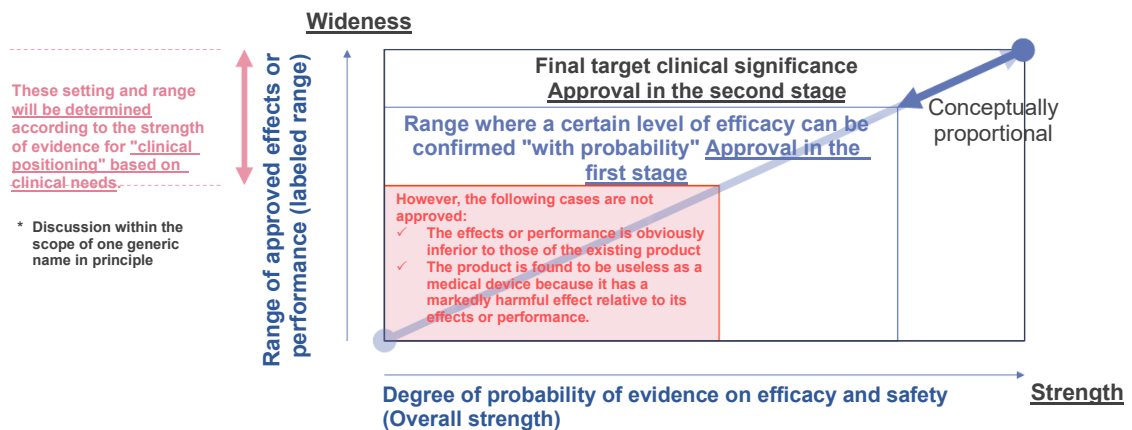 Wideness
These setting and range
will be determined
according to the strength
of evidence for "clinical
positioning" based on
clinical needs.
* Discussion within the
scope of one generic
name in principle
Range of approved effects or
performance (labeled range)
Final target clinical significance
Approval in the second stage
Range where a certain level of efficacy can be
confirmed "with probability" Approval in the
first stage
However, the following cases are not
approved:
✓ The effects or performance is obviously
inferior to those of the existing product
✓ The product is found to be useless as a
medical device because it has a
markedly harmful effect relative to its
effects or performance.
Conceptually
proportional
Degree of probability of evidence on efficacy and safety
(Overall strength)
Strength